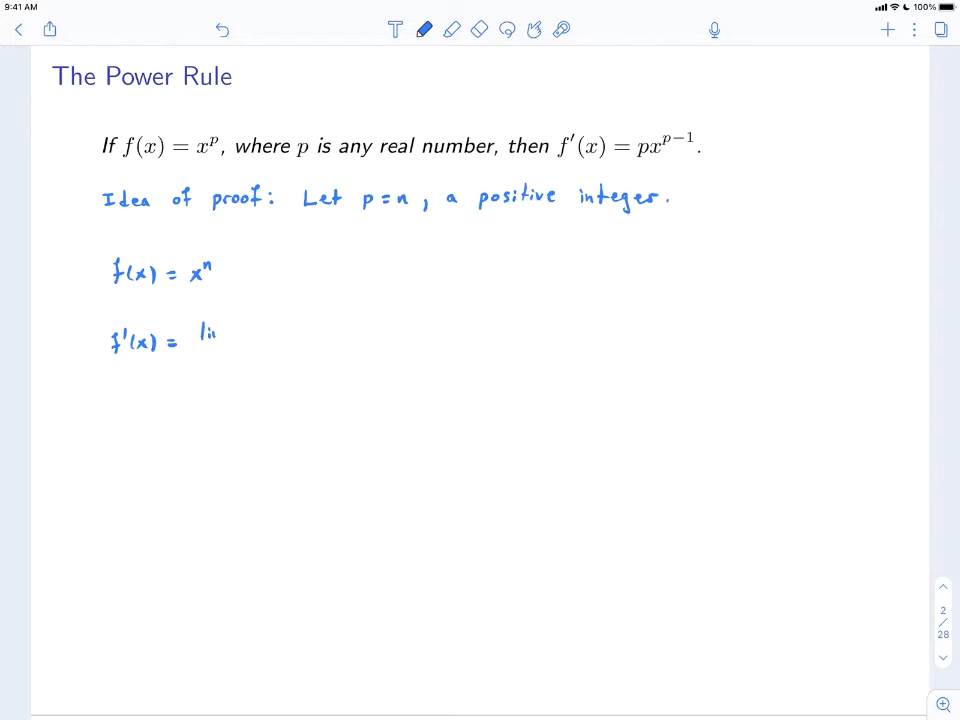 9:41 AM 100%
The Power Rule
If f(x) = x^p, where p is any real number, then f′(x) = px^{p−1}.
Idea of proof: Let p = n, a positive integer.
f(x) = x^n
f'(x) =
2
/
28